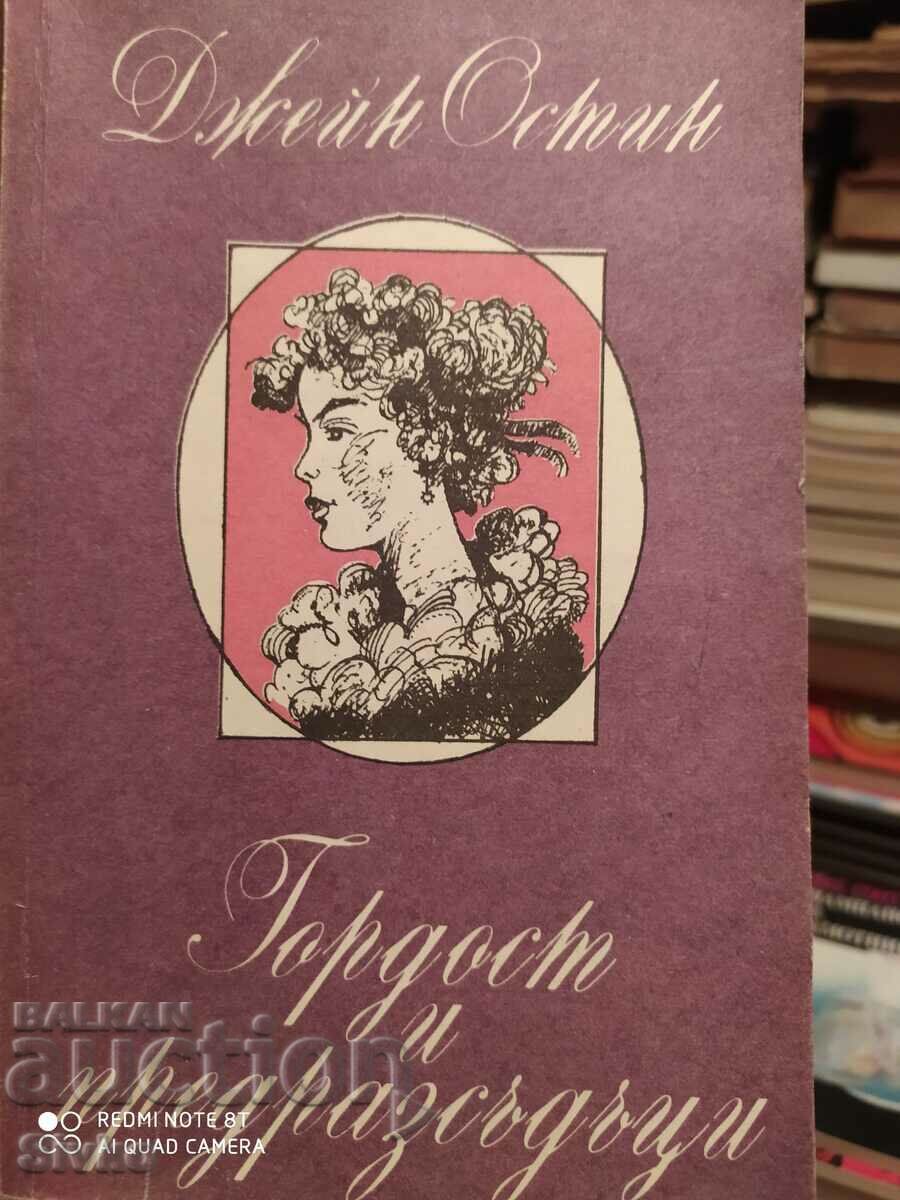 Джейн Остин
Гордост
и
предразсъдъци
BALKAN
auction
REDMI NOTE 8T
AI QUAD CAMERA